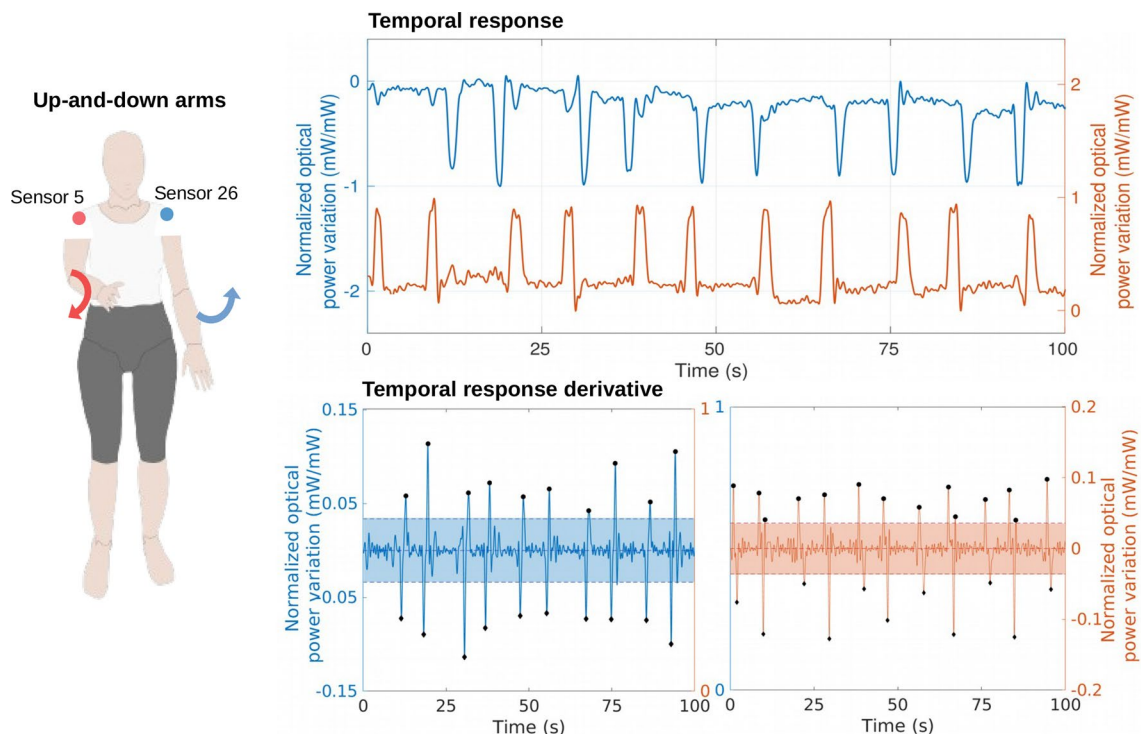 Temporal response
Up-and-down arms
Sensor 5
Sensor 26
Normalized optical
power variation (mW/mW)
0
-1
-2
2
1
0
Normalized optical
power variation (mW/mW)
0 25 50 75 100
Time (s)
Temporal response derivative
Normalized optical
power variation (mW/mW)
0.15
0.05
-0.05
-0.15
1
0
0 25 50 75 100
Time (s)
1
0
0.2
0.1
0
-0.1
-0.2
Normalized optical
power variation (mW/mW)
0 25 50 75 100
Time (s)